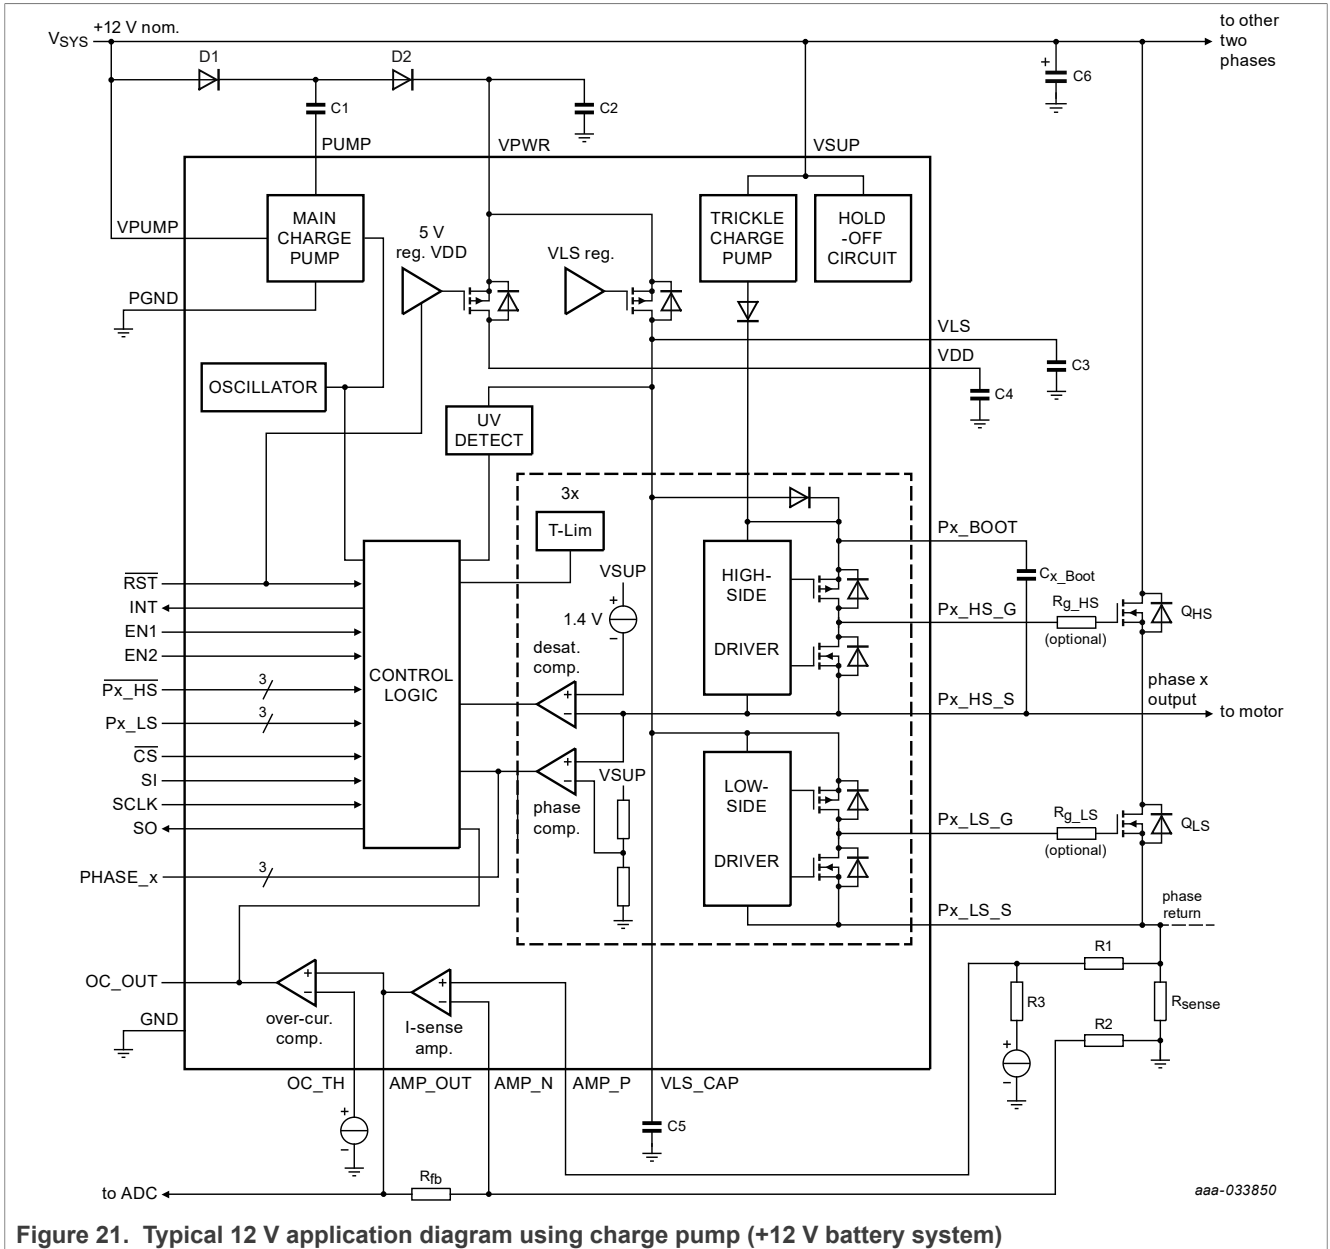 VSYS
+12 V nom.
to other
two
phases
D1
D2
C1
C2
C6
PUMP
VPWR
VSUP
VPUMP
MAIN
CHARGE
PUMP
5 V
reg. VDD
VLS reg.
TRICKLE
CHARGE
PUMP
HOLD
-OFF
CIRCUIT
PGND
VLS
VDD
C3
C4
OSCILLATOR
UV
DETECT
3x
T-Lim
VSUP
+
1.4 V
−
desat.
comp.
+
−
HIGH-
SIDE
DRIVER
Px_BOOT
Cx_Boot
Px_HS_G
Rg_HS
(optional)
QHS
Px_HS_S
phase x
output
to motor
RST
INT
EN1
EN2
Px_HS
3
Px_LS
3
CS
SI
SCLK
SO
PHASE_x
3
CONTROL
LOGIC
+
−
phase
comp.
VSUP
LOW-
SIDE
DRIVER
Px_LS_G
Rg_LS
(optional)
QLS
Px_LS_S
phase
return
OC_OUT
GND
+
−
over-cur.
comp.
+
−
I-sense
amp.
R1
R3
R2
Rsense
+
−
OC_TH
AMP_OUT
AMP_N
AMP_P
VLS_CAP
+
−
C5
to ADC
Rfb
aaa-033850
Figure 21. Typical 12 V application diagram using charge pump (+12 V battery system)
+